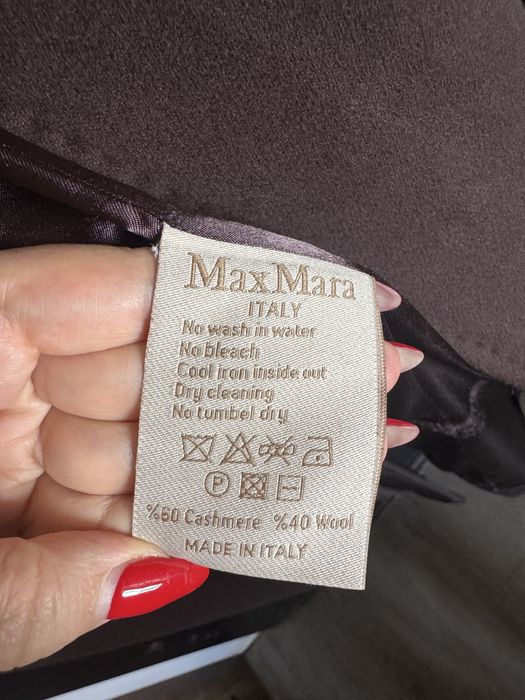 MaxMara
ITALY
No wash in water
No bleach
Cool iron inside out
Dry cleaning
No tumbel dry
P
%60 Cashmere %40 Wool
MADE IN ITALY